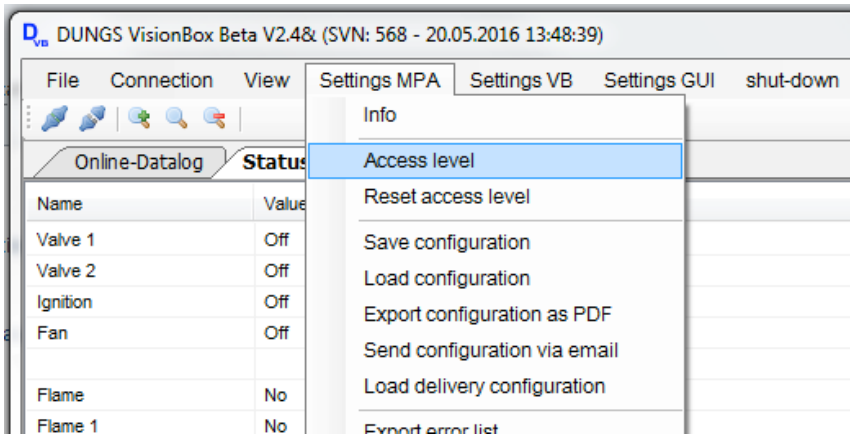 D VB DUNGS VisionBox Beta V2.4& (SVN: 568 - 20.05.2016 13:48:39)
File Connection View Settings MPA Settings VB Settings GUI shut-down
Info
Online-Datalog Status
Access level
Reset access level
Name Value
Valve 1 Off
Save configuration
Valve 2 Off
Load configuration
Ignition Off
Export configuration as PDF
Fan Off
Send configuration via email
Load delivery configuration
Flame No
Flame 1 No
Export error list